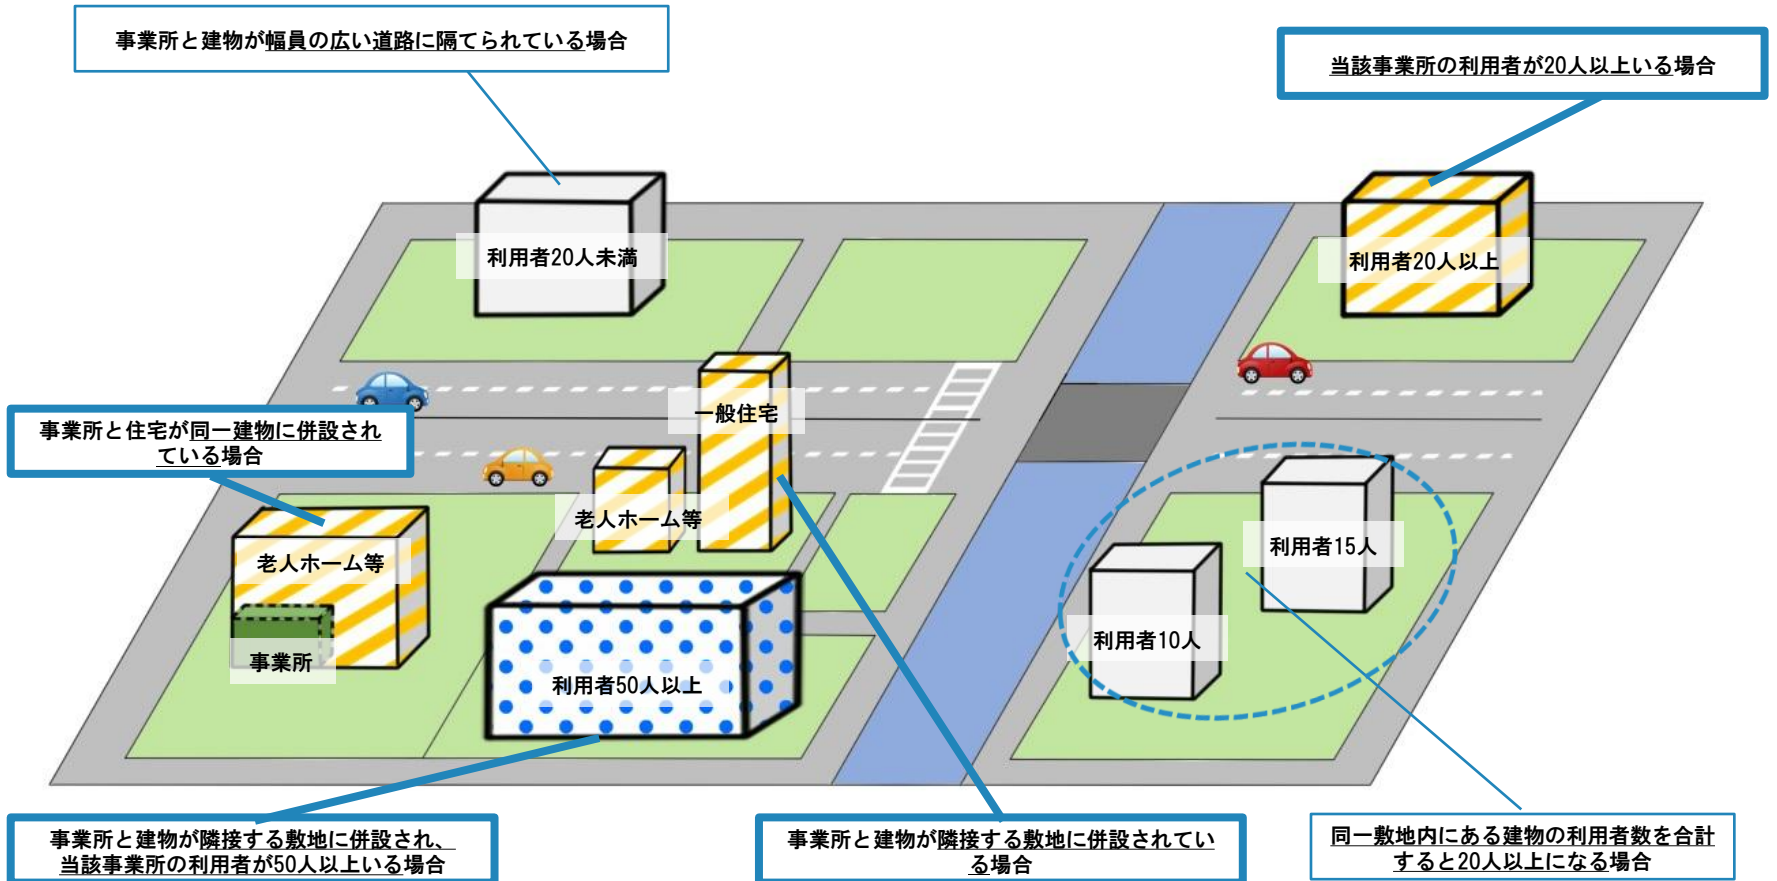 事業所と建物が幅員の広い道路に隔てられている場合
当該事業所の利用者が20人以上いる場合
利用者20人未満
利用者20人以上
一般住宅
事業所と住宅が同一建物に併設され
ている場合
老人ホーム等
老人ホーム等
利用者15人
利用者10人
事業所
利用者50人以上
事業所と建物が隣接する敷地に併設され、
当該事業所の利用者が50人以上いる場合
事業所と建物が隣接する敷地に併設されてい
る場合
同一敷地内にある建物の利用者数を合計
すると20人以上になる場合